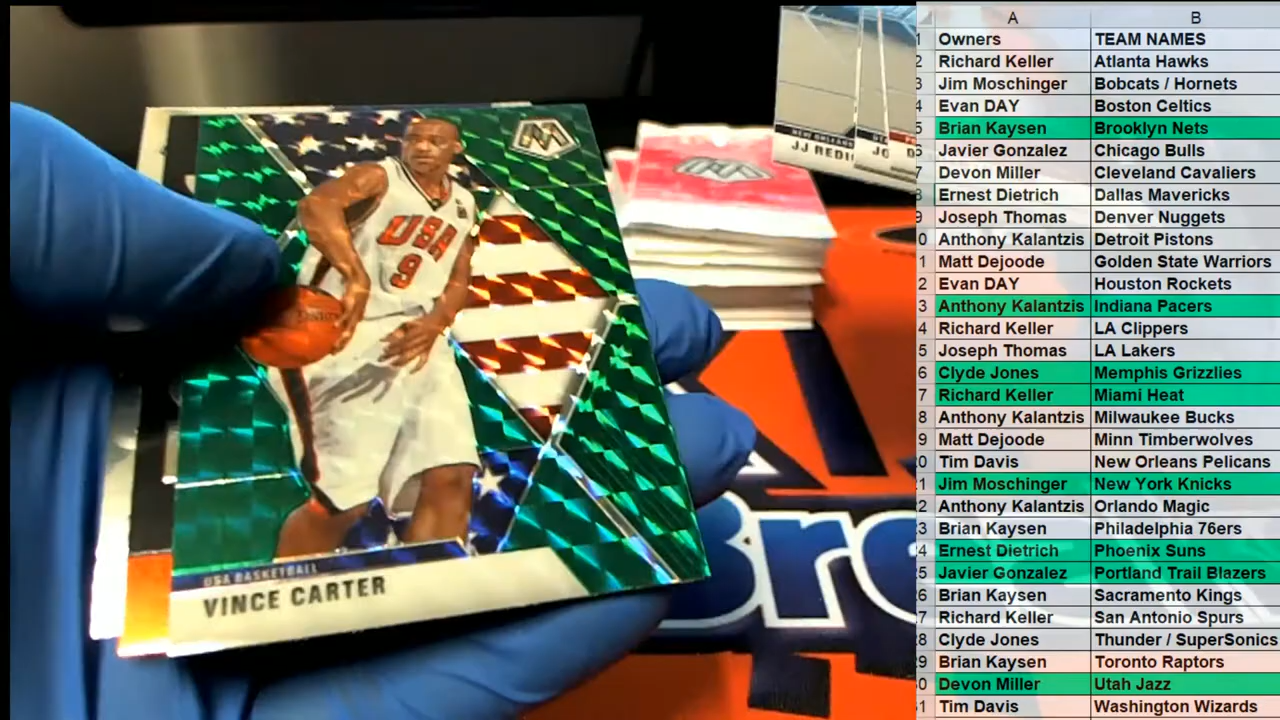 USA
9
USA BASKETBALL
VINCE CARTER
NEW ORLEANS
JJ REDI
JO
D
Bre
A B
Owners TEAM NAMES
2 Richard Keller Atlanta Hawks
3 Jim Moschinger Bobcats / Hornets
4 Evan DAY Boston Celtics
5 Brian Kaysen Brooklyn Nets
6 Javier Gonzalez Chicago Bulls
7 Devon Miller Cleveland Cavaliers
8 Ernest Dietrich Dallas Mavericks
9 Joseph Thomas Denver Nuggets
0 Anthony Kalantzis Detroit Pistons
1 Matt Dejoode Golden State Warriors
2 Evan DAY Houston Rockets
3 Anthony Kalantzis Indiana Pacers
4 Richard Keller LA Clippers
5 Joseph Thomas LA Lakers
6 Clyde Jones Memphis Grizzlies
7 Richard Keller Miami Heat
8 Anthony Kalantzis Milwaukee Bucks
9 Matt Dejoode Minn Timberwolves
0 Tim Davis New Orleans Pelicans
1 Jim Moschinger New York Knicks
2 Anthony Kalantzis Orlando Magic
3 Brian Kaysen Philadelphia 76ers
4 Ernest Dietrich Phoenix Suns
5 Javier Gonzalez Portland Trail Blazers
6 Brian Kaysen Sacramento Kings
7 Richard Keller San Antonio Spurs
8 Clyde Jones Thunder / SuperSonics
9 Brian Kaysen Toronto Raptors
0 Devon Miller Utah Jazz
1 Tim Davis Washington Wizards